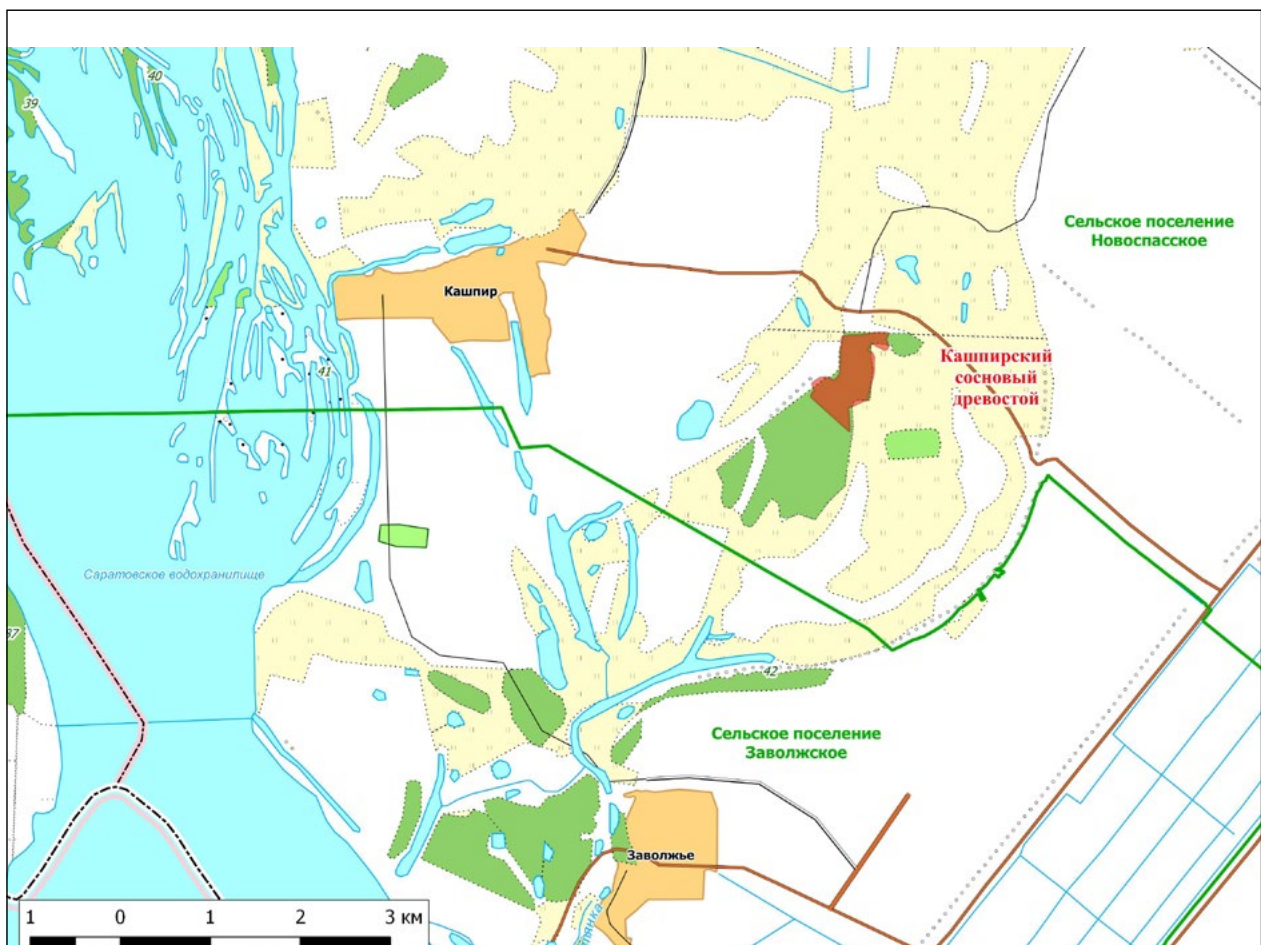 40
39
Сельское поселение
Новоспасское
Кашпир
Кашпирский
сосновый
древостой
41
Саратовское водохранилище
37
42
Сельское поселение
Заволжское
Заволжье
1 0 1 2 3 км